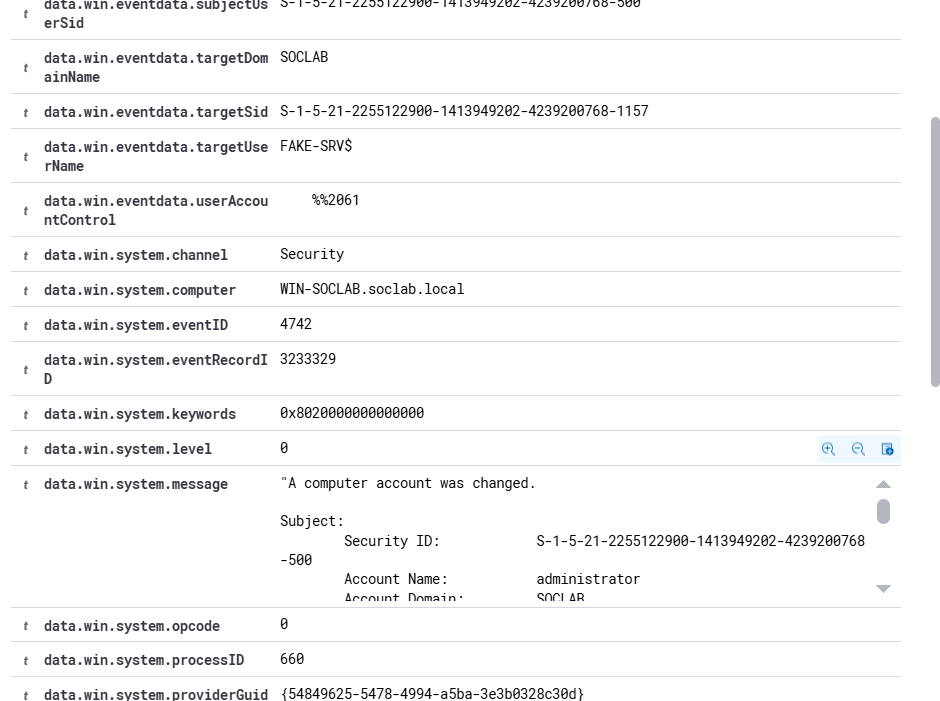 data.win.eventdata.subjectUs S-1-5-21-2255122900-1413949202-4239200768-500
t erSid
data.win.eventdata.targetDom SOCLAB
t ainName
t data.win.eventdata.targetSid S-1-5-21-2255122900-1413949202-4239200768-1157
data.win.eventdata.targetUse FAKE-SRV$
t rName
data.win.eventdata.userAccou %%2061
t ntControl
t data.win.system.channel Security
t data.win.system.computer WIN-SOCLAB.soclab.local
t data.win.system.eventID 4742
data.win.system.eventRecordI 3233329
t D
t data.win.system.keywords 0x8020000000000000
t data.win.system.level 0
t data.win.system.message "A computer account was changed.
Subject:
Security ID: S-1-5-21-2255122900-1413949202-4239200768
-500
Account Name: administrator
Account Domain: SOCLAB
t data.win.system.opcode 0
t data.win.system.processID 660
t data.win.system.providerGuid {54849625-5478-4994-a5ba-3e3b0328c30d}